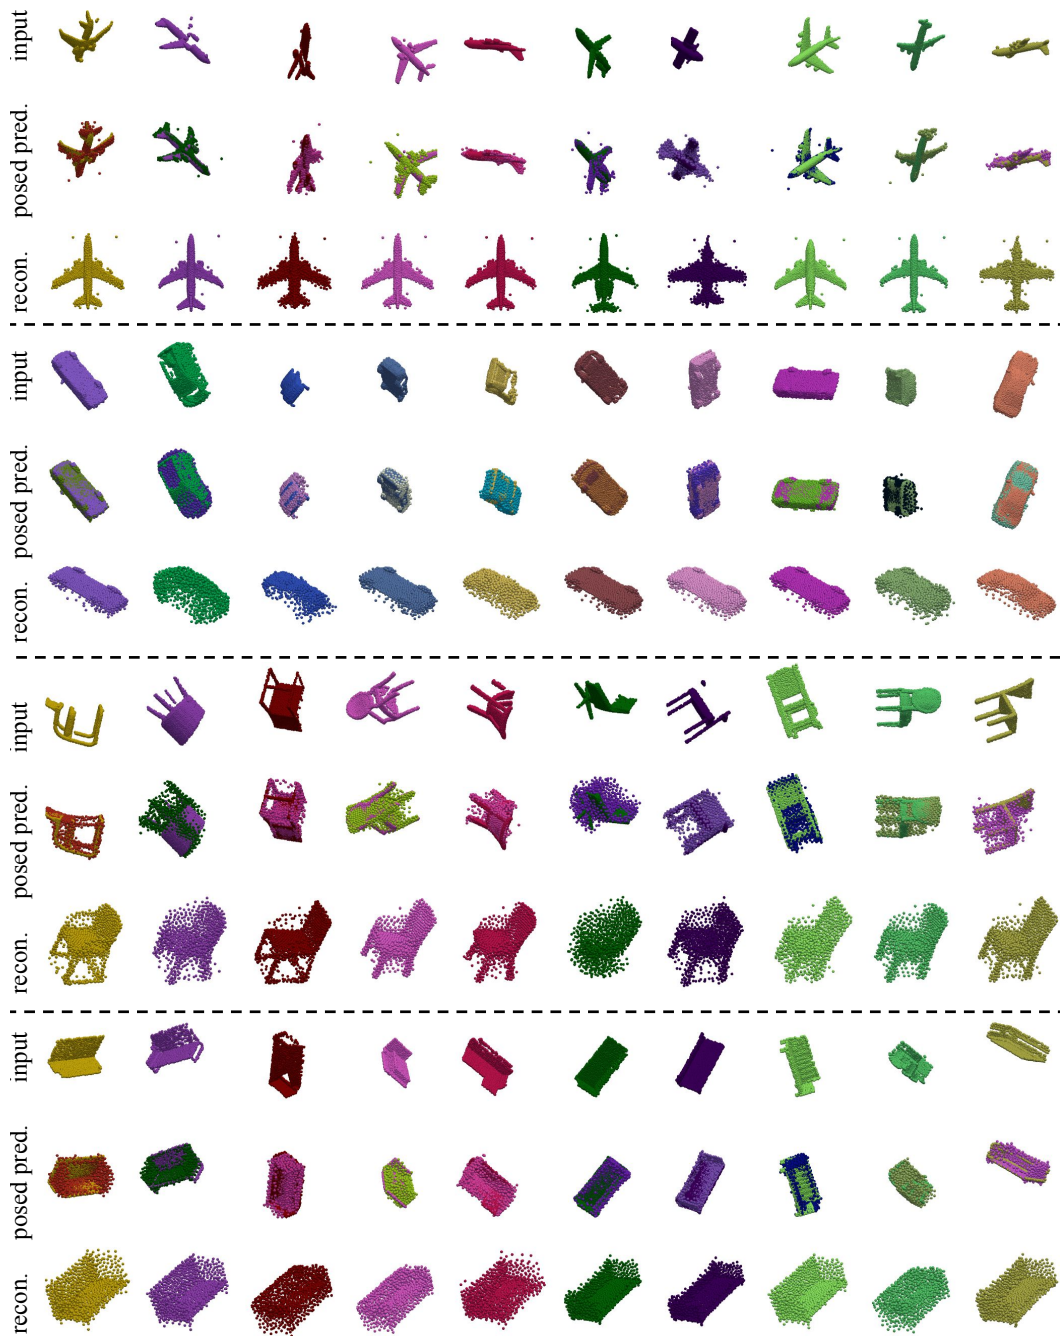 input
posed pred.
recon.
input
posed pred.
recon.
input
posed pred.
recon.
input
posed pred.
recon.